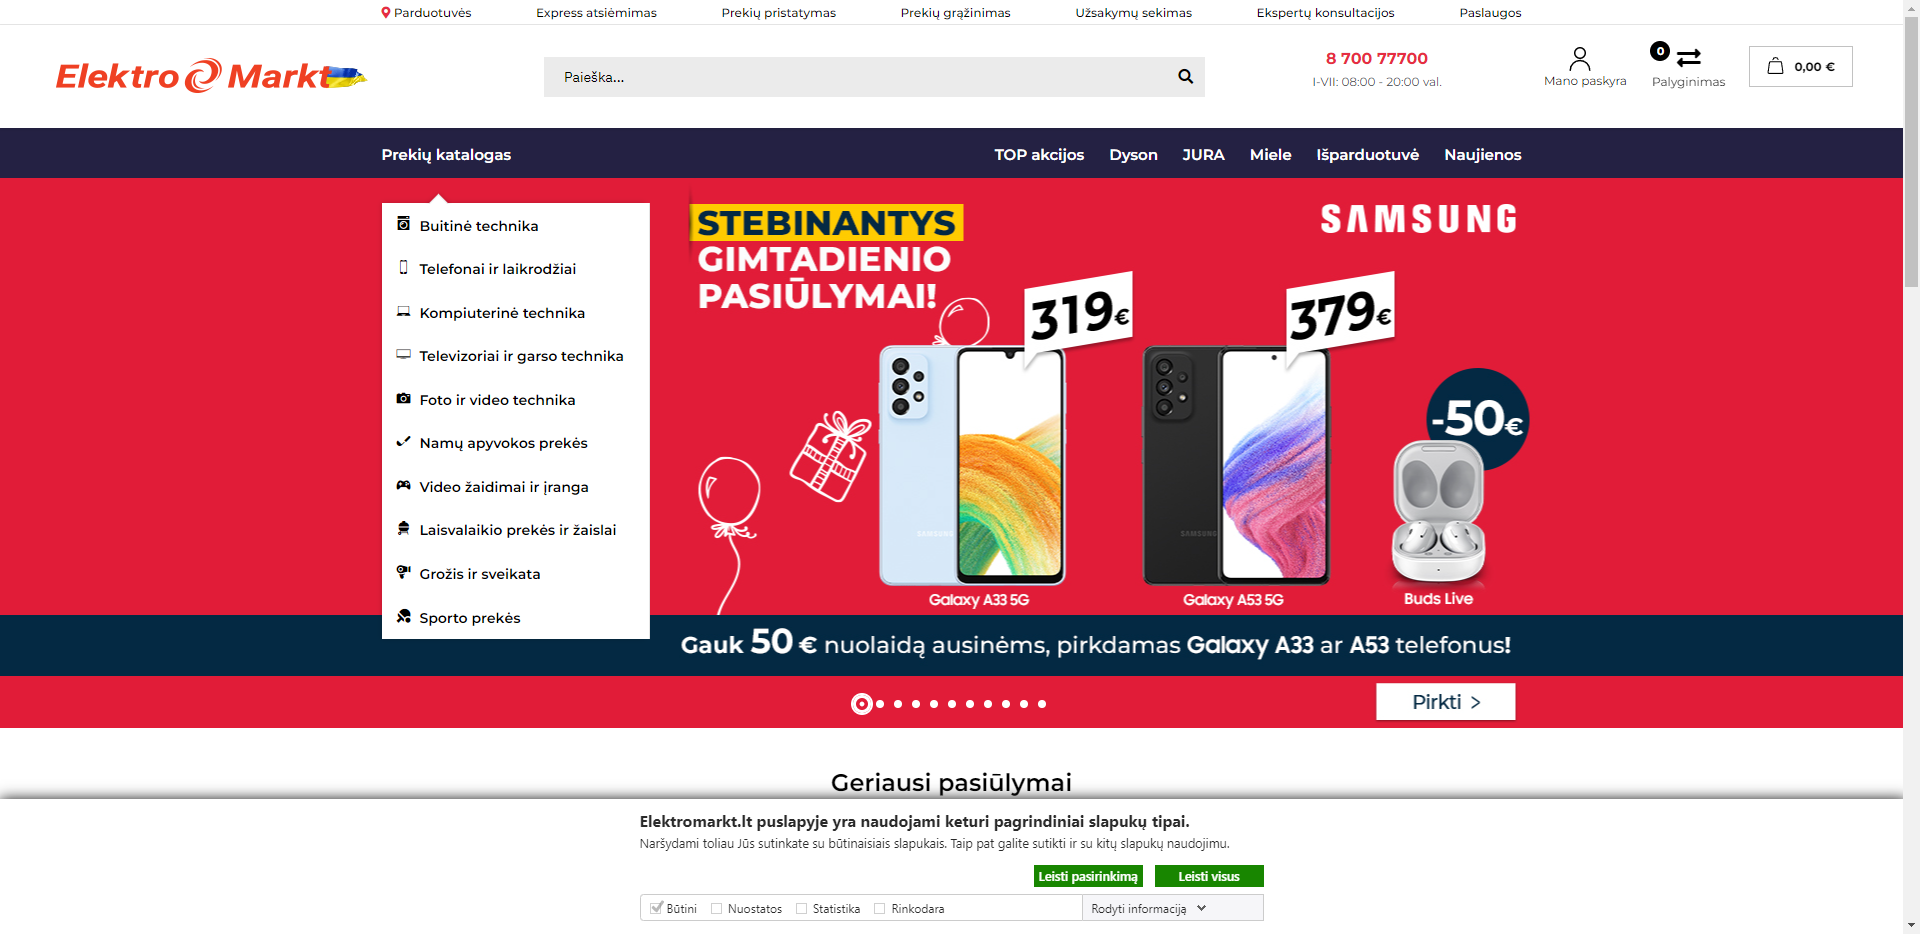 Parduotuvės
Express atsiėmimas
Prekių pristatymas
Prekių grąžinimas
Užsakymų sekimas
Ekspertų konsultacijos
Paslaugos
Elektro Markt
Paieška...
8 700 77700
I-VII: 08:00 - 20:00 val.
Mano paskyra
0
Palyginimas
0,00 €
Prekių katalogas
TOP akcijos
Dyson
JURA
Miele
Išparduotuvė
Naujienos
Buitinė technika
Telefonai ir laikrodžiai
Kompiuterinė technika
Televizoriai ir garso technika
Foto ir video technika
Namų apyvokos prekės
Video žaidimai ir įranga
Laisvalaikio prekės ir žaislai
Grožis ir sveikata
Sporto prekės
STEBINANTYS
GIMTADIENIO
PASIŪLYMAI!
SAMSUNG
319€
379€
-50€
SAMSUNG
SAMSUNG
Galaxy A33 5G
Galaxy A53 5G
Buds Live
Gauk 50 € nuolaidą ausinėms, pirkdamas Galaxy A33 ar A53 telefonus!
Pirkti >
Geriausi pasiūlymai
Elektromarkt.lt puslapyje yra naudojami keturi pagrindiniai slapukų tipai.
Naršydami toliau Jūs sutinkate su būtinaisiais slapukais. Taip pat galite sutikti ir su kitų slapukų naudojimu.
Leisti pasirinkimą
Leisti visus
Būtini
Nuostatos
Statistika
Rinkodara
Rodyti informaciją